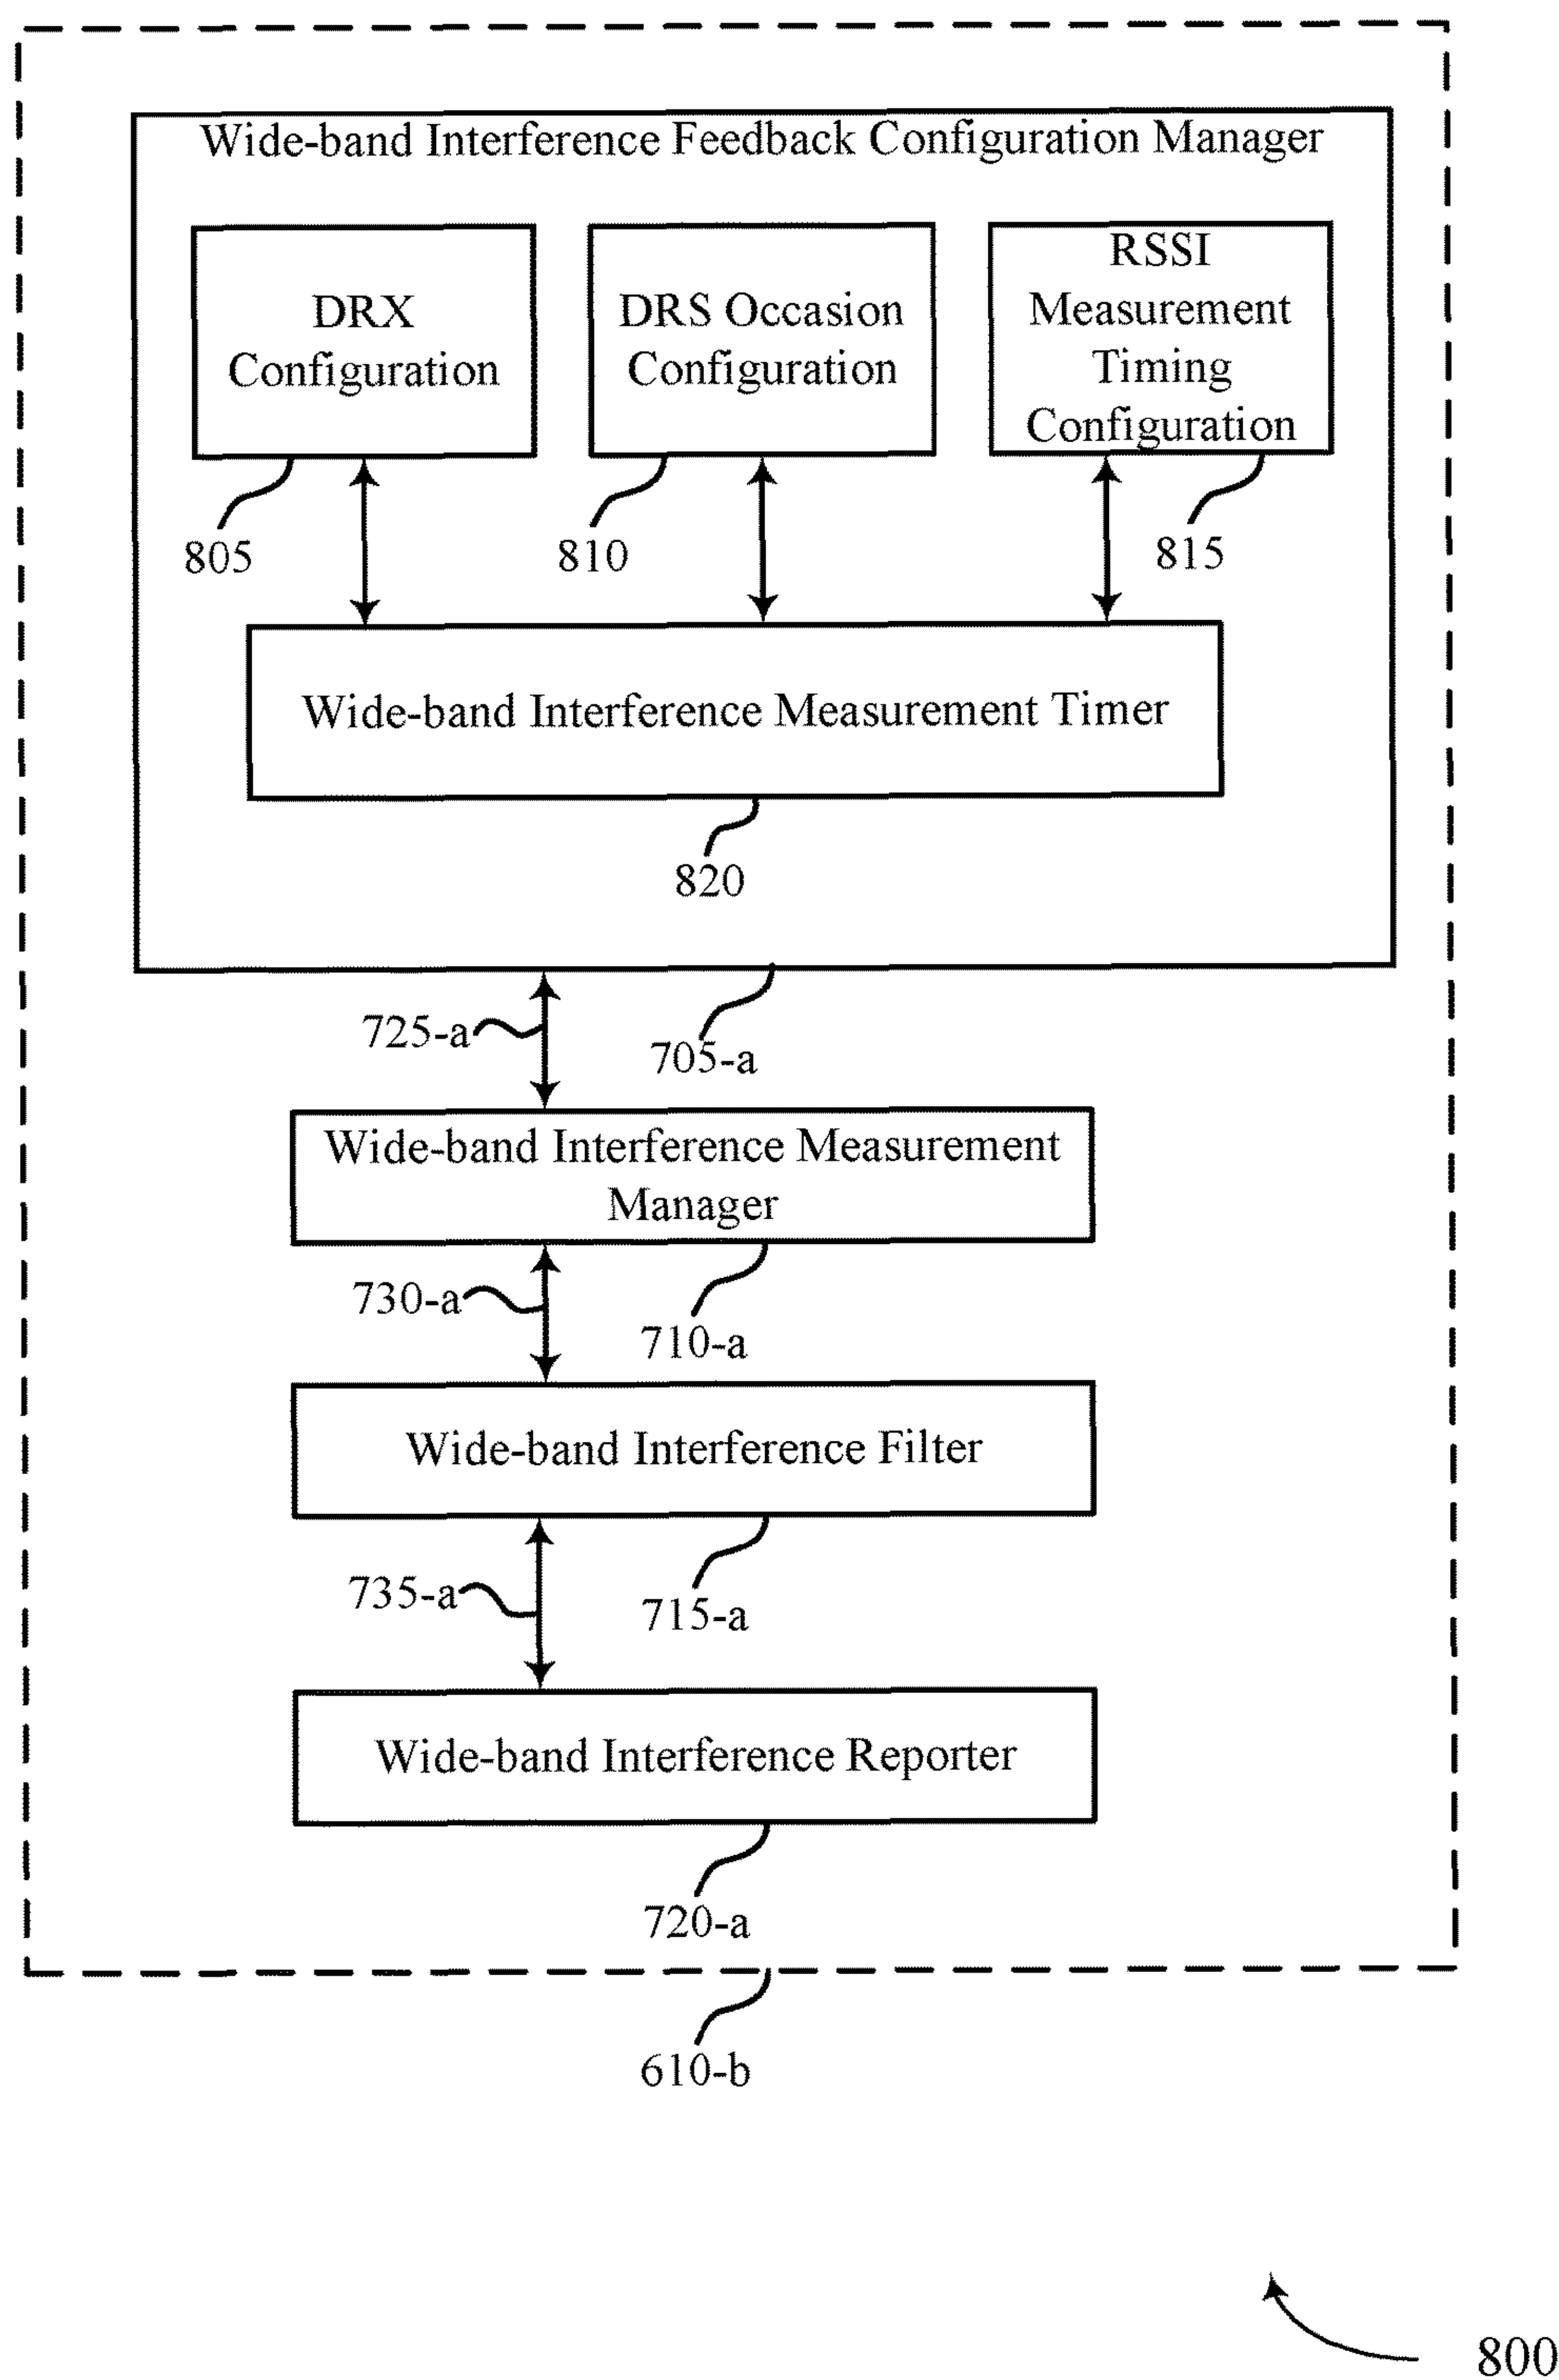 Wide-band Interference Feedback Configuration Manager
DRX
Configuration
DRS Occasion
Configuration
RSSI
Measurement
Timing
Configuration
805
810
815
Wide-band Interference Measurement Timer
820
725-a
705-a
Wide-band Interference Measurement
Manager
730-a
710-a
Wide-band Interference Filter
735-a
715-a
Wide-band Interference Reporter
720-a
610-b
800